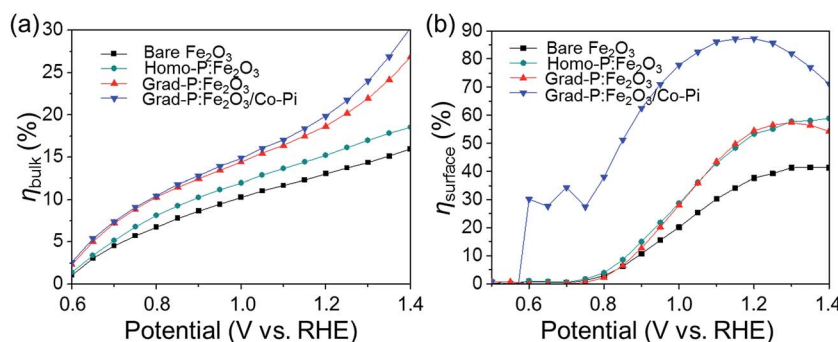 (a)
30
25
20
15
10
5
0
η_bulk (%)
Bare Fe₂O₃
Homo-P:Fe₂O₃
Grad-P:Fe₂O₃
Grad-P:Fe₂O₃/Co-Pi
0.6 0.8 1.0 1.2 1.4
Potential (V vs. RHE)
(b)
90
80
70
60
50
40
30
20
10
0
η_surface (%)
Bare Fe₂O₃
Homo-P:Fe₂O₃
Grad-P:Fe₂O₃
Grad-P:Fe₂O₃/Co-Pi
0.6 0.8 1.0 1.2 1.4
Potential (V vs. RHE)